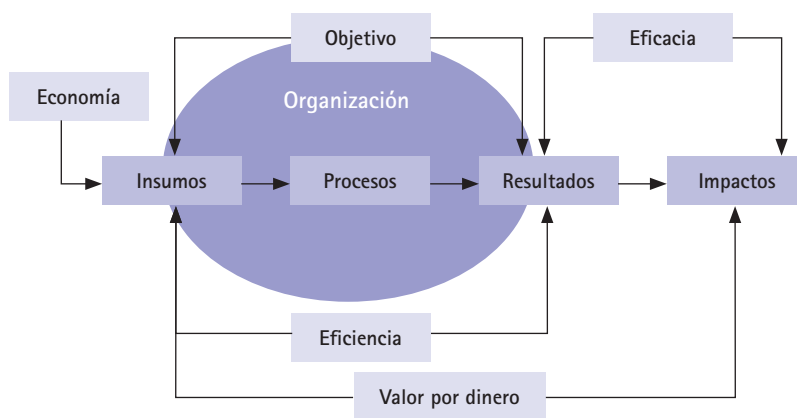 Objetivo
Eficacia
Economía
Organización
Insumos
Procesos
Resultados
Impactos
Eficiencia
Valor por dinero